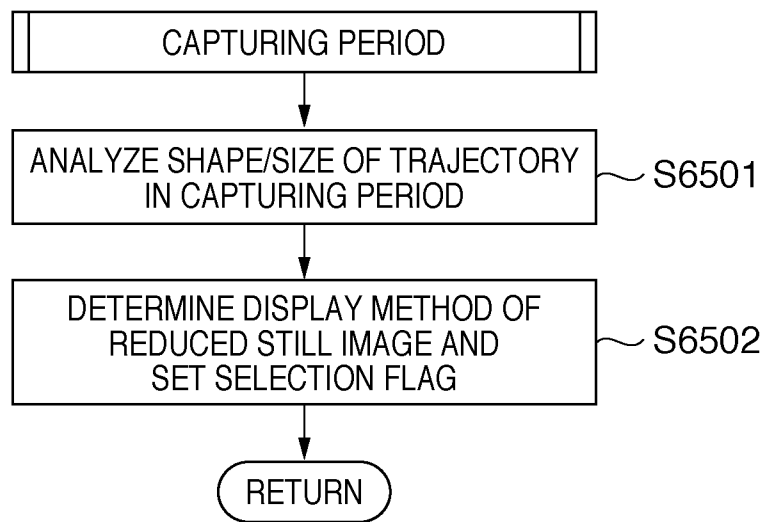 CAPTURING PERIOD
ANALYZE SHAPE/SIZE OF TRAJECTORY
IN CAPTURING PERIOD
S6501
DETERMINE DISPLAY METHOD OF
REDUCED STILL IMAGE AND
SET SELECTION FLAG
S6502
RETURN